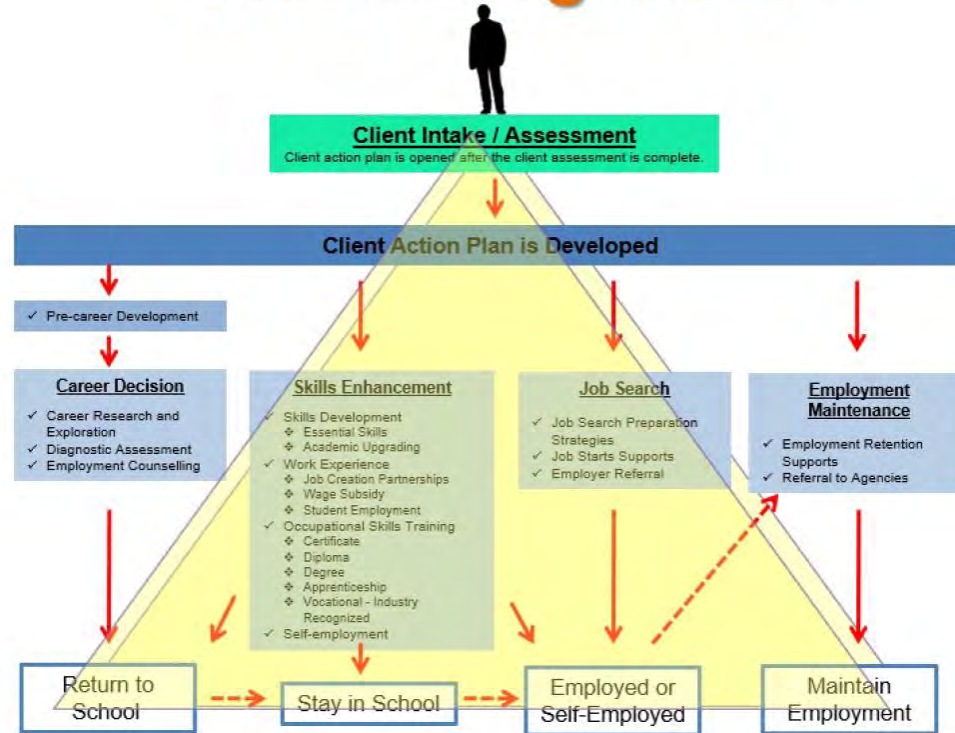 Client Intake / Assessment
Client action plan is opened after the client assessment is complete.
Client Action Plan is Developed
✓ Pre-career Development
Career Decision
✓ Career Research and
Exploration
✓ Diagnostic Assessment
✓ Employment Counselling
Skills Enhancement
✓ Skills Development
❖ Essential Skills
❖ Academic Upgrading
✓ Work Experience
❖ Job Creation Partnerships
❖ Wage Subsidy
❖ Student Employment
✓ Occupational Skills Training
❖ Certificate
❖ Diploma
❖ Degree
❖ Apprenticeship
❖ Vocational - Industry
Recognized
✓ Self-employment
Job Search
✓ Job Search Preparation
Strategies
✓ Job Starts Supports
✓ Employer Referral
Employment
Maintenance
✓ Employment Retention
Supports
✓ Referral to Agencies
Return to
School
Stay in School
Employed or
Self-Employed
Maintain
Employment